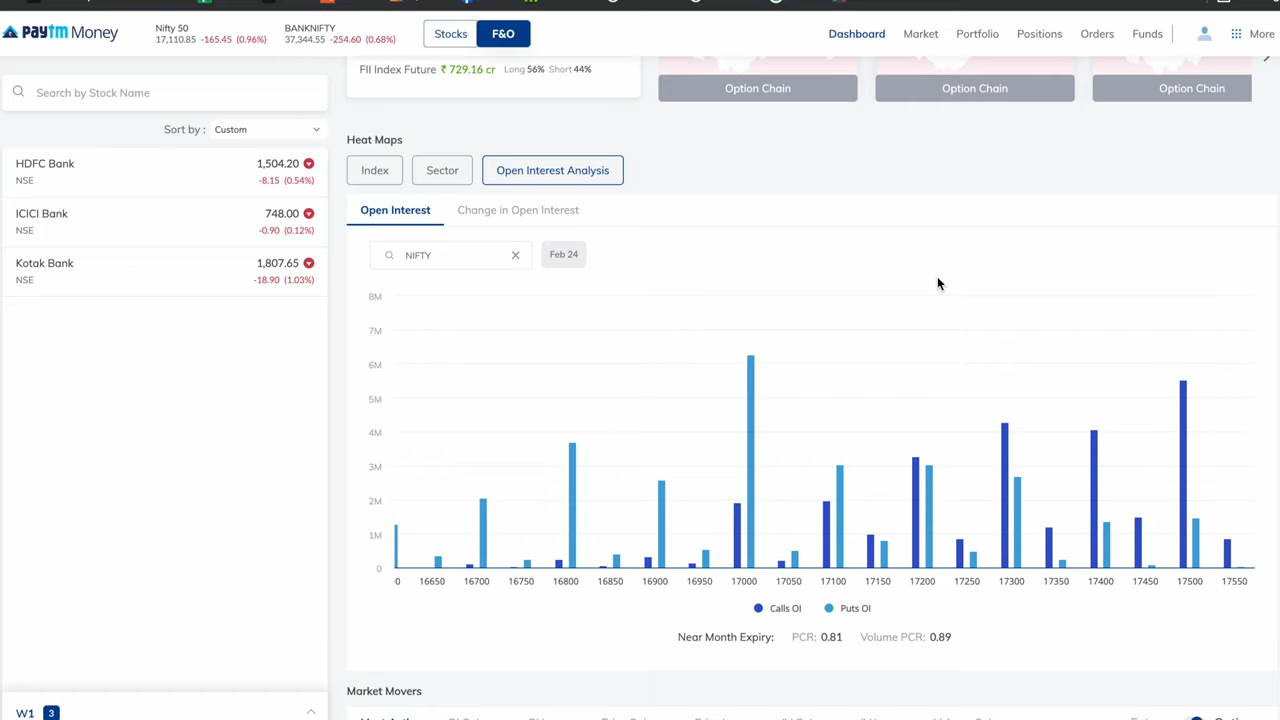 paytm Money
Nifty 50
17,110.85 -165.45 (0.96%)
BANKNIFTY
37,344.55 -254.60 (0.68%)
Stocks F&O
Dashboard Market Portfolio Positions Orders Funds More
Search by Stock Name
Sort by : Custom
HDFC Bank 1,504.20
NSE -8.15 (0.54%)
ICICI Bank 748.00
NSE -0.90 (0.12%)
Kotak Bank 1,807.65
NSE -18.90 (1.03%)
W1 3
FII Index Future ₹ 729.16 cr Long 56% Short 44%
Option Chain Option Chain Option Chain
Heat Maps
Index Sector Open Interest Analysis
Open Interest Change in Open Interest
NIFTY Feb 24
8M
7M
6M
5M
4M
3M
2M
1M
0
0 16650 16700 16750 16800 16850 16900 16950 17000 17050 17100 17150 17200 17250 17300 17350 17400 17450 17500 17550
Calls OI Puts OI
Near Month Expiry: PCR: 0.81 Volume PCR: 0.89
Market Movers